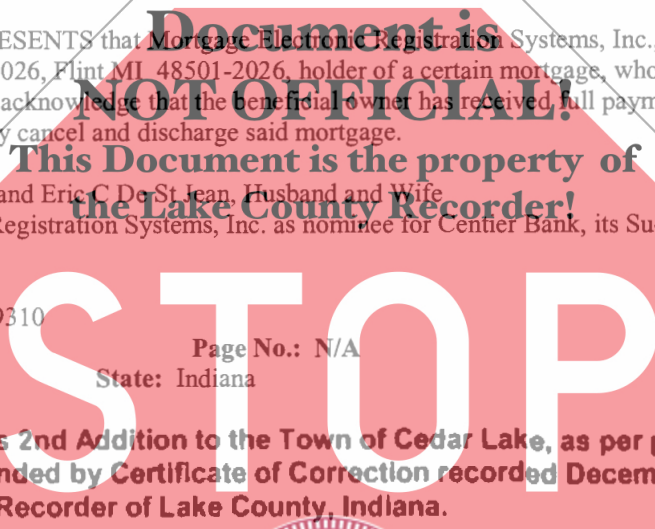 Document is
ESENTS that Mortgage Electronic Registration Systems, Inc.,
026, Flint MI 48501-2026, holder of a certain mortgage, who
NOT OFFICIAL!
acknowledge that the beneficial owner has received full paym
y cancel and discharge said mortgage.
This Document is the property of
and Eric C De St Jean, Husband and Wife
the Lake County Recorder!
Registration Systems, Inc. as nominee for Centier Bank, its Su
STOP
9310
Page No.: N/A
State: Indiana
s 2nd Addition to the Town of Cedar Lake, as per p
nded by Certificate of Correction recorded Decem
Recorder of Lake County, Indiana.